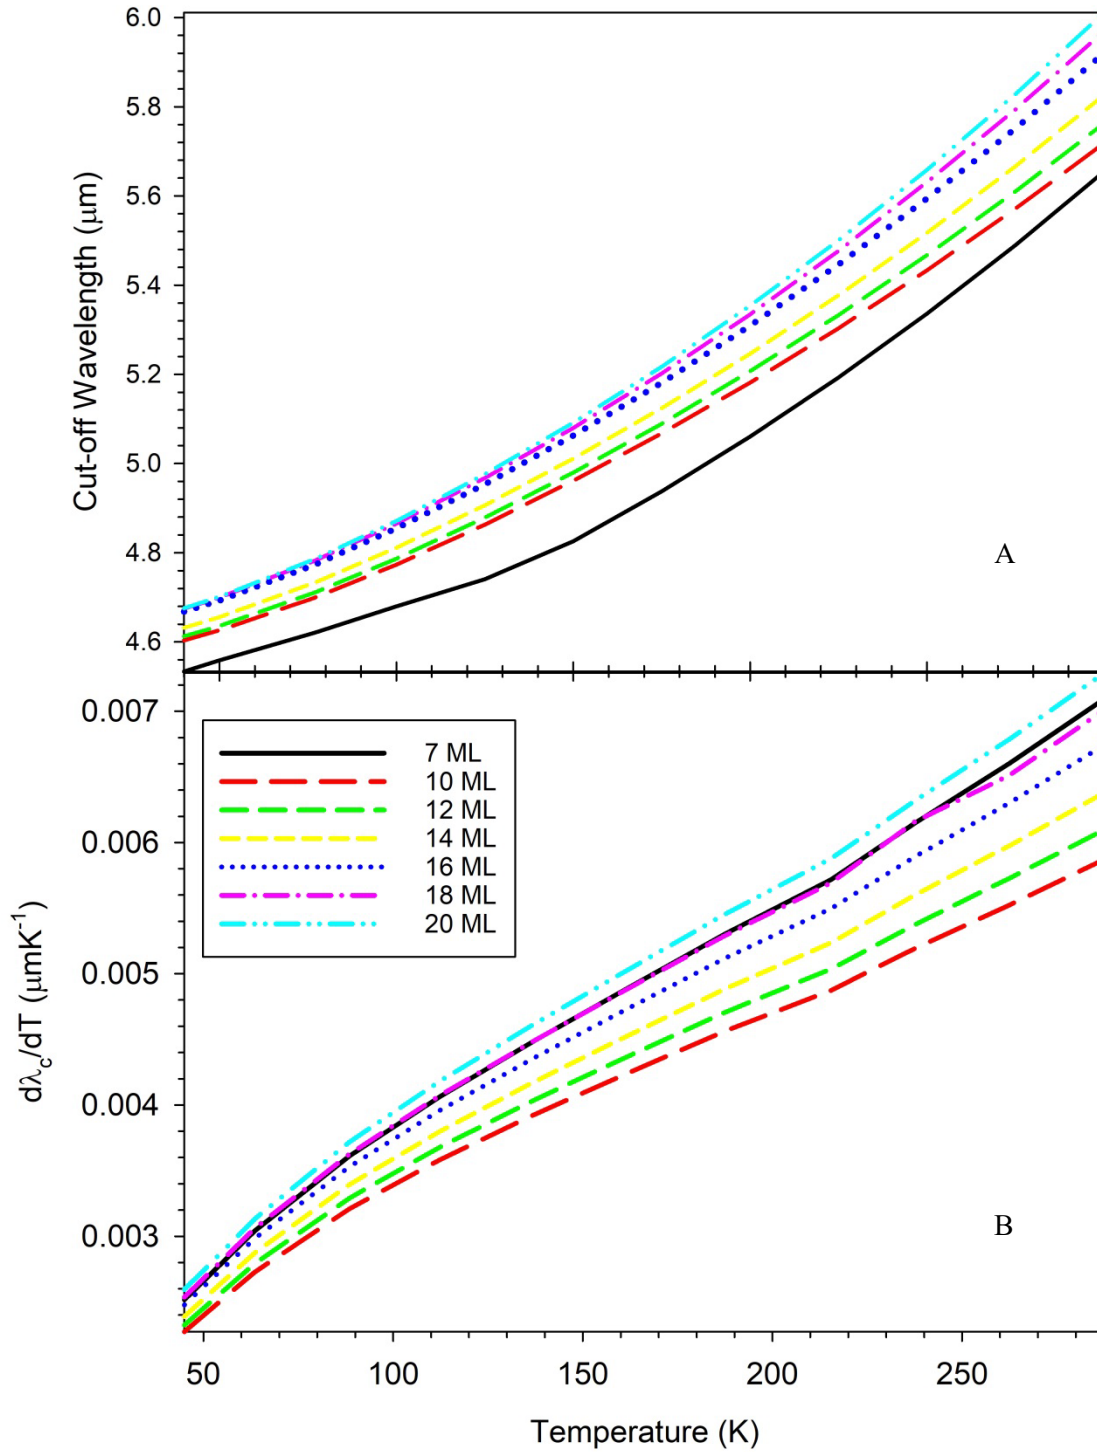 6.0
5.8
5.6
5.4
5.2
5.0
4.8
4.6
Cut-off Wavelength (μm)
A
0.007
0.006
0.005
0.004
0.003
dλc/dT (μmK⁻¹)
7 ML
10 ML
12 ML
14 ML
16 ML
18 ML
20 ML
B
50 100 150 200 250
Temperature (K)